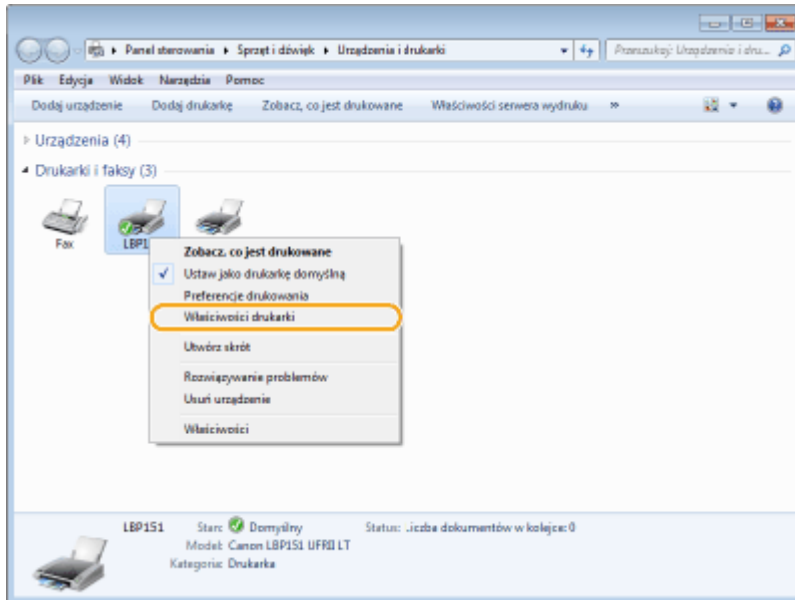 Panel sterowania ▸ Sprzęt i dźwięk ▸ Urządzenia i drukarki
Przeszukaj: Urządzenia i dru...
Plik Edycja Widok Narzędzia Pomoc
Dodaj urządzenie Dodaj drukarkę Zobacz, co jest drukowane Właściwości serwera wydruku »
Urządzenia (4)
Drukarki i faksy (3)
Fax LBP1
Zobacz, co jest drukowane
Ustaw jako drukarkę domyślną
Preferencje drukowania
Właściwości drukarki
Utwórz skrót
Rozwiązywanie problemów
Usuń urządzenie
Właściwości
LBP151 Stan: Domyślny Status: Liczba dokumentów w kolejce: 0
Model: Canon LBP151 UFRII LT
Kategoria: Drukarka